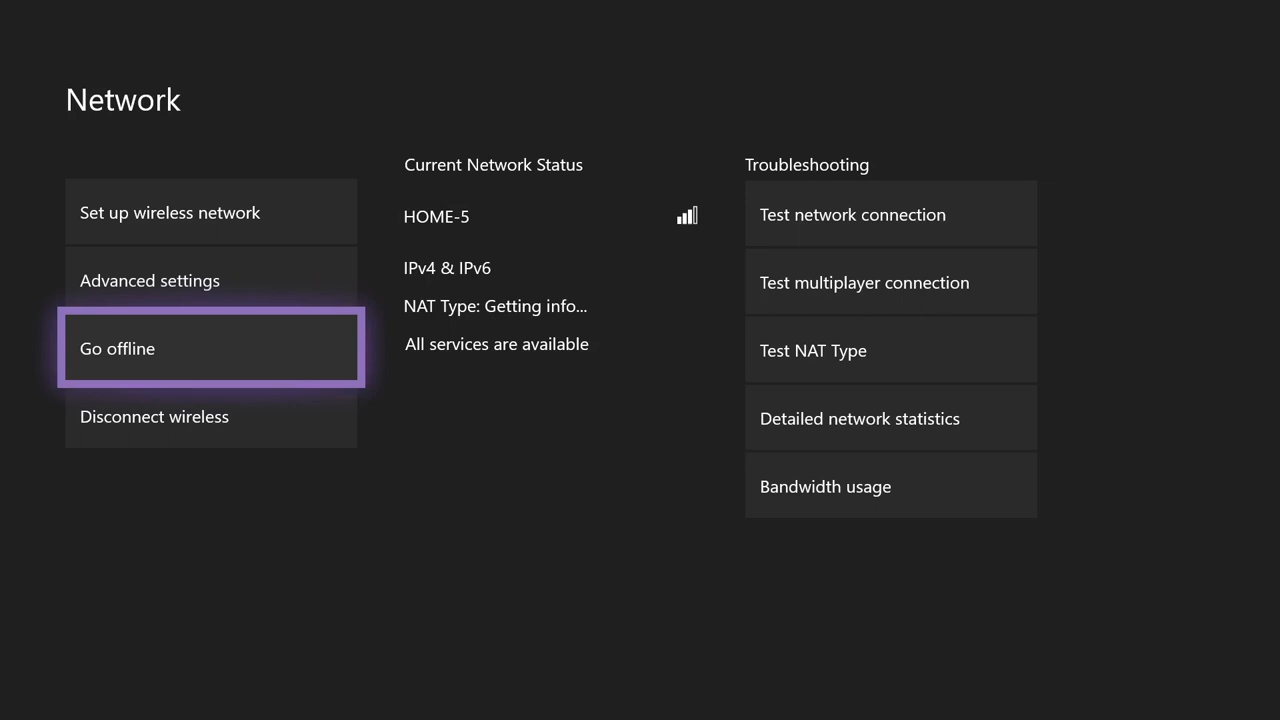 Network
Set up wireless network
Advanced settings
Go offline
Disconnect wireless
Current Network Status
HOME-5
IPv4 & IPv6
NAT Type: Getting info...
All services are available
Troubleshooting
Test network connection
Test multiplayer connection
Test NAT Type
Detailed network statistics
Bandwidth usage